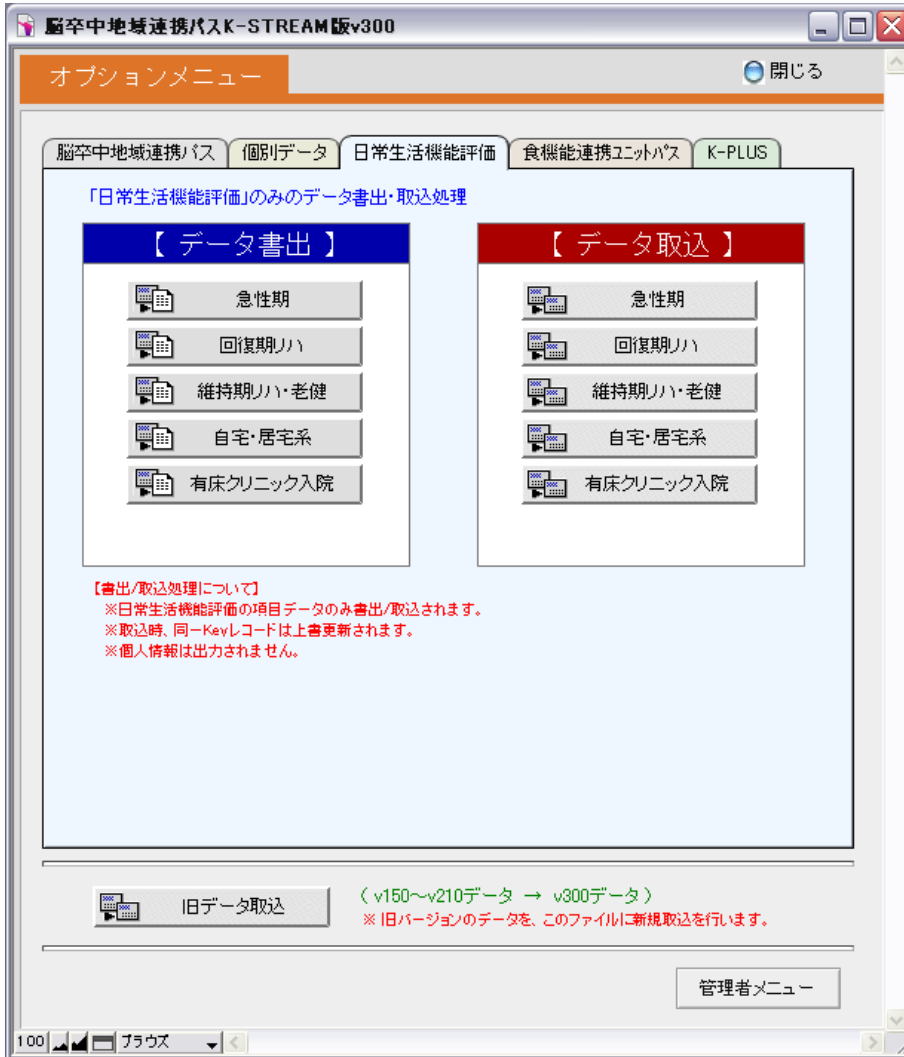 脳卒中地域連携パスK-STREAM版v300
オプションメニュー
閉じる
脳卒中地域連携パス 個別データ 日常生活機能評価 食機能連携ユニットパス K-PLUS
「日常生活機能評価」のみのデータ書出・取込処理
【 データ書出 】 【 データ取込 】
急性期 急性期
回復期リハ 回復期リハ
維持期リハ・老健 維持期リハ・老健
自宅・居宅系 自宅・居宅系
有床クリニック入院 有床クリニック入院
【書出/取込処理について】
※日常生活機能評価の項目データのみ書出/取込されます。
※取込時、同一Keyレコードは上書更新されます。
※個人情報は出力されません。
旧データ取込 （ v150～v210データ → v300データ ）
※ 旧バージョンのデータを、このファイルに新規取込を行います。
管理者メニュー
100 ブラウズ